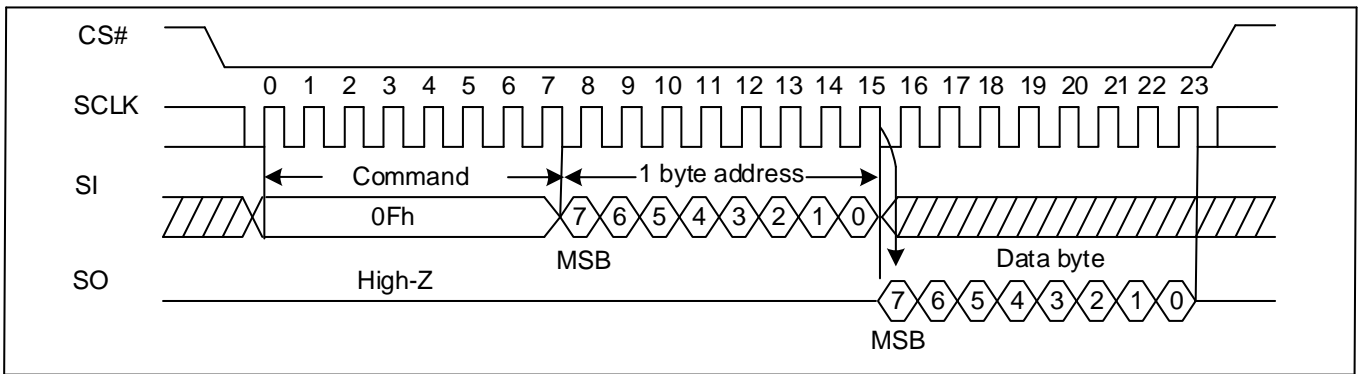 CS#
0 1 2 3 4 5 6 7 8 9 10 11 12 13 14 15 16 17 18 19 20 21 22 23
SCLK
Command 1 byte address
SI
0Fh 7 6 5 4 3 2 1 0
MSB Data byte
SO High-Z
7 6 5 4 3 2 1 0
MSB